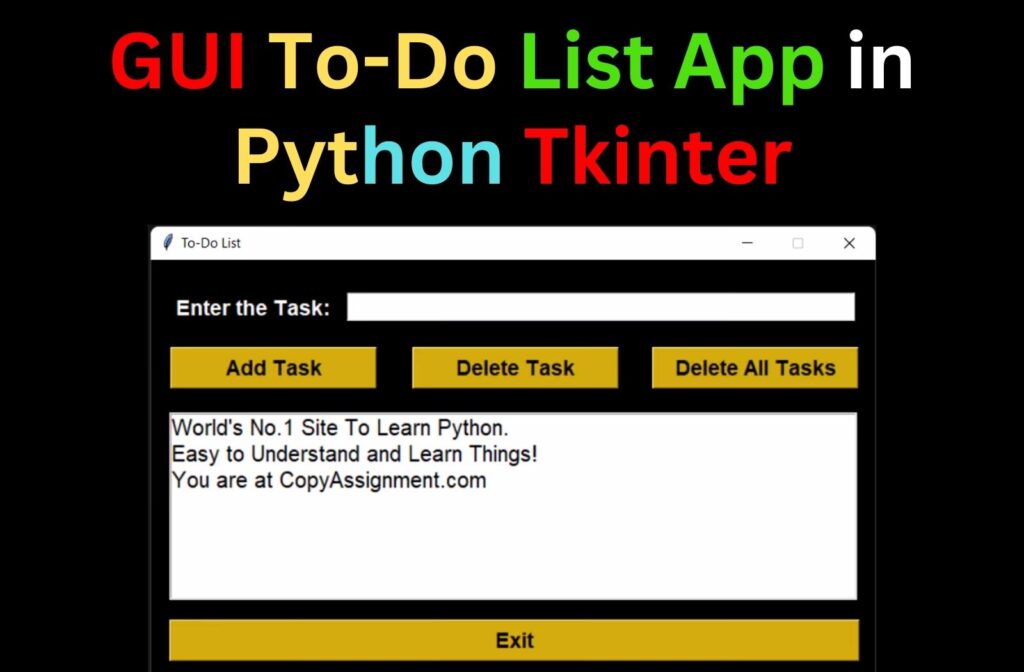 GUI To-Do List App in
Python Tkinter
To-Do List
Enter the Task:
Add Task
Delete Task
Delete All Tasks
World's No.1 Site To Learn Python.
Easy to Understand and Learn Things!
You are at CopyAssignment.com
Exit